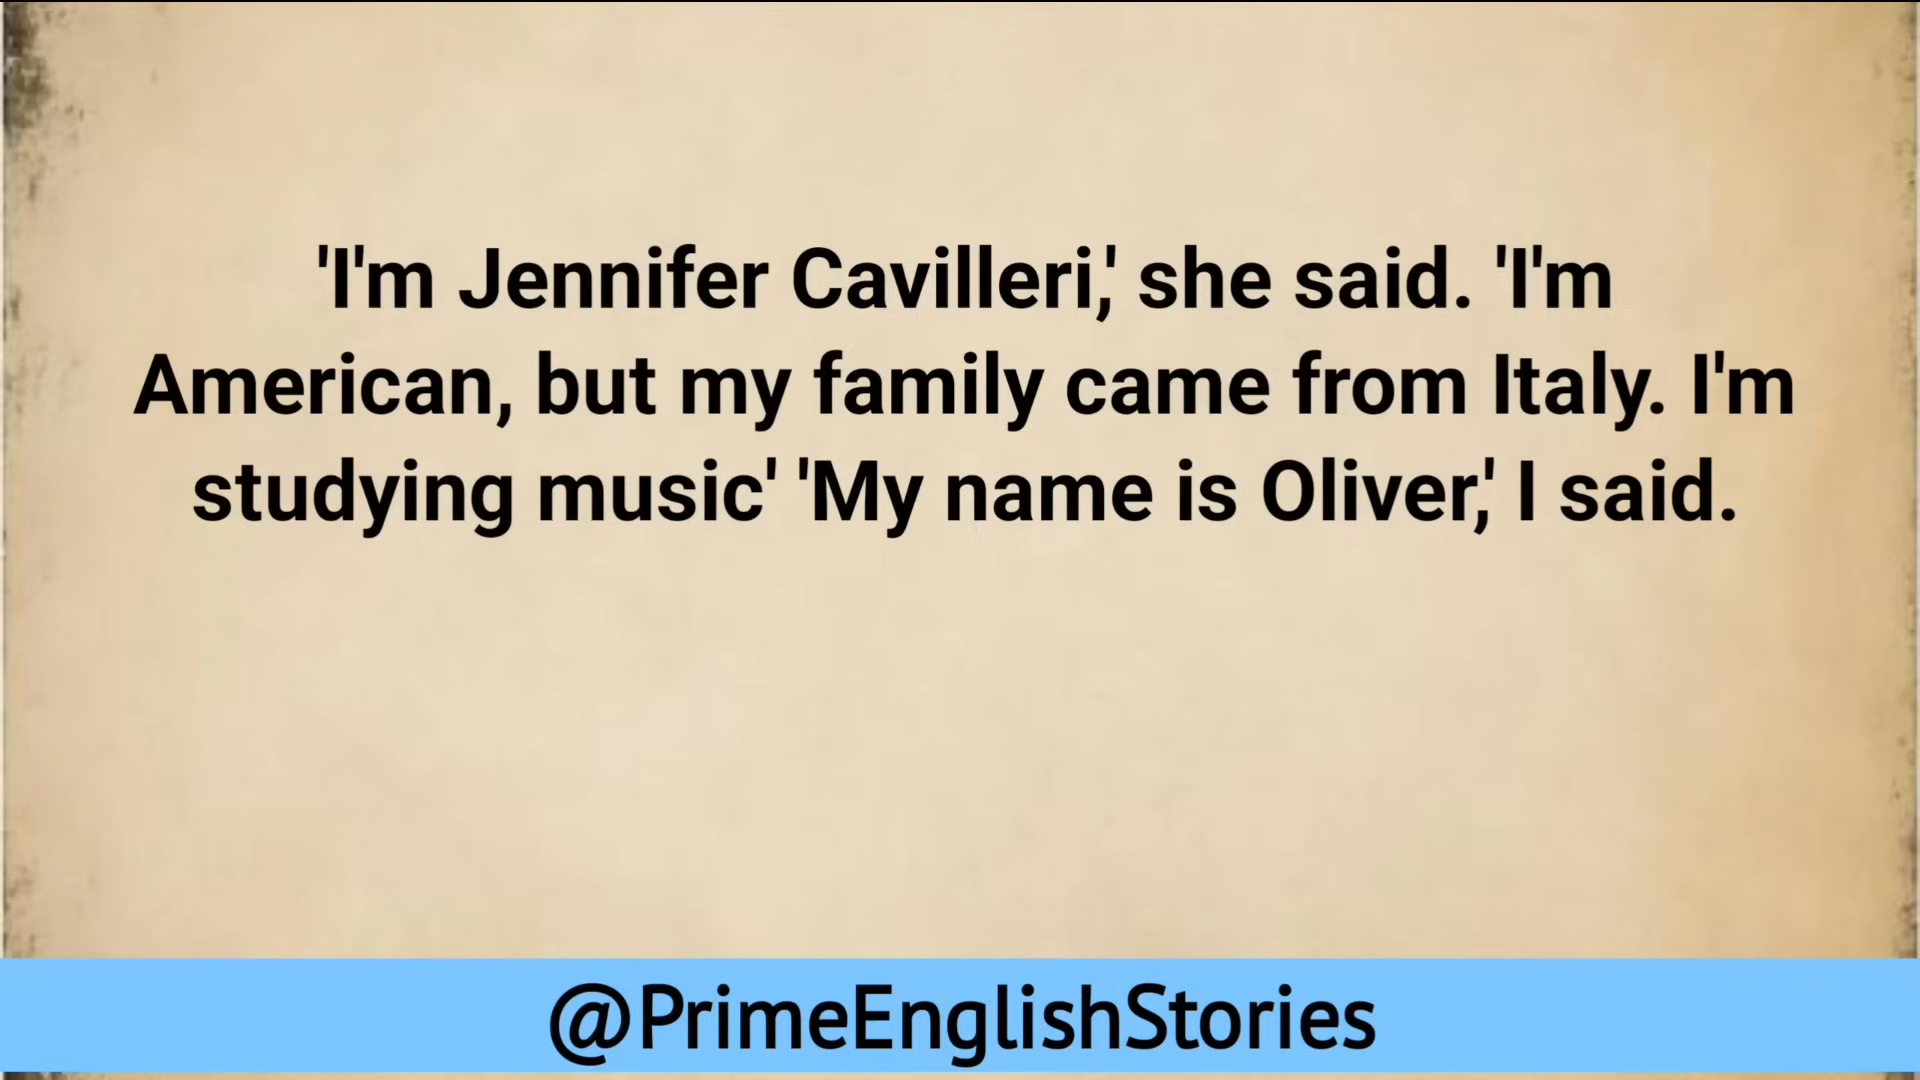 'I'm Jennifer Cavilleri,' she said. 'I'm
American, but my family came from Italy. I'm
studying music' 'My name is Oliver,' I said.
@PrimeEnglishStories